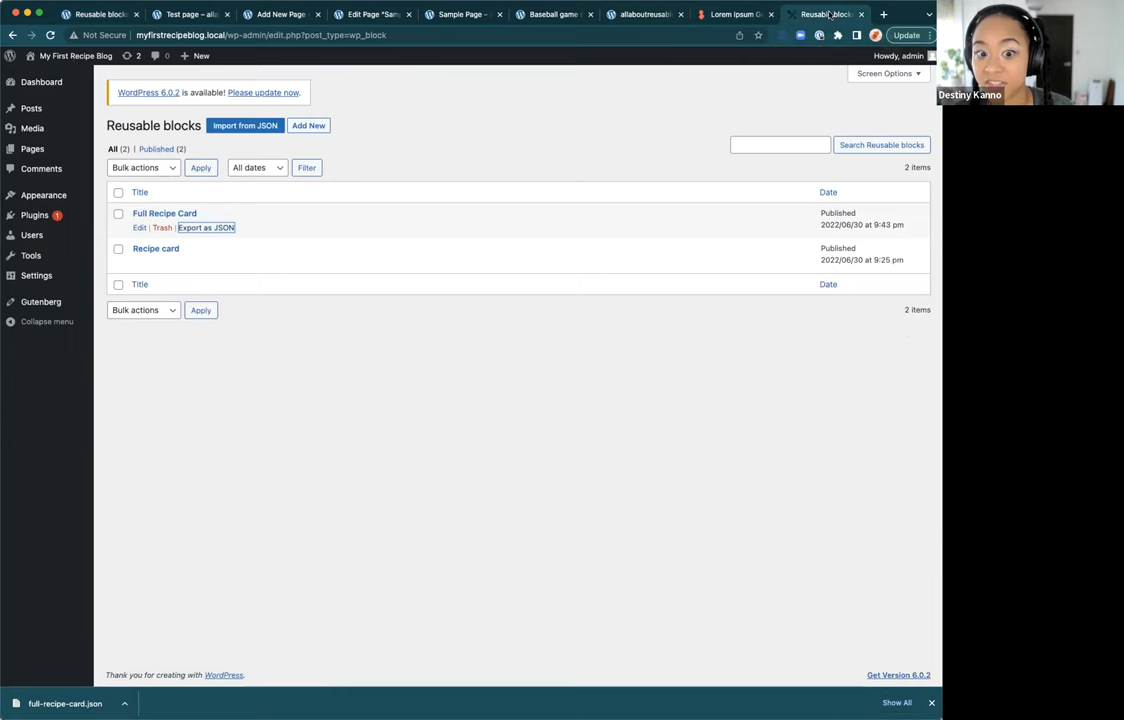 Reusable blocks
Test page – alla
Add New Page
Edit Page "Sam
Sample Page –
Baseball game
allaboutreusabl
Lorem Ipsum G
Reusable blocks
Not Secure
myfirstrecipeblog.local/wp-admin/edit.php?post_type=wp_block
Update
My First Recipe Blog
2
0
New
Howdy, admin
Destiny Kanno
Screen Options
Dashboard
Posts
Media
Pages
Comments
Appearance
Plugins 1
Users
Tools
Settings
Gutenberg
Collapse menu
WordPress 6.0.2 is available! Please update now.
Reusable blocks
Import from JSON
Add New
All (2) | Published (2)
Search Reusable blocks
Bulk actions
Apply
All dates
Filter
2 items
Title
Date
Full Recipe Card
Edit | Trash | Export as JSON
Published
2022/06/30 at 9:43 pm
Recipe card
Published
2022/06/30 at 9:25 pm
Title
Date
Bulk actions
Apply
2 items
Thank you for creating with WordPress.
Get Version 6.0.2
full-recipe-card.json
Show All